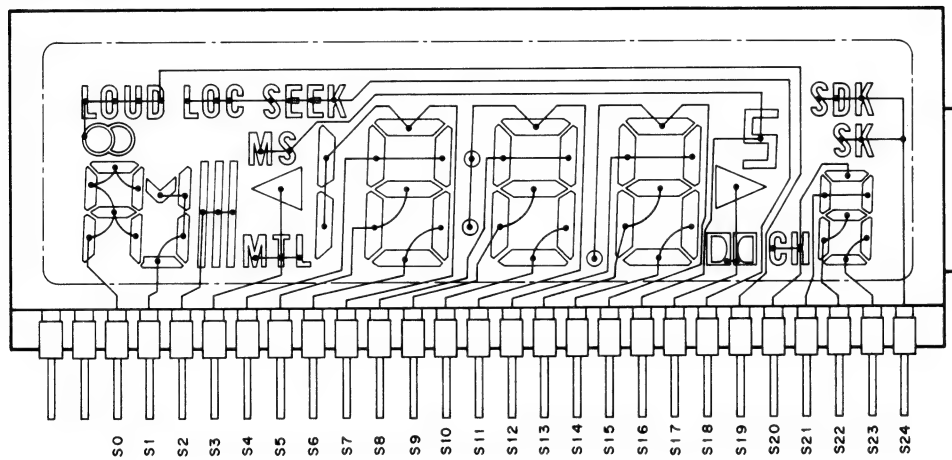 LOUD LOC SEEK SDK
MS SK
MTL CH
S0 S1 S2 S3 S4 S5 S6 S7 S8 S9 S10 S11 S12 S13 S14 S15 S16 S17 S18 S19 S20 S21 S22 S23 S24